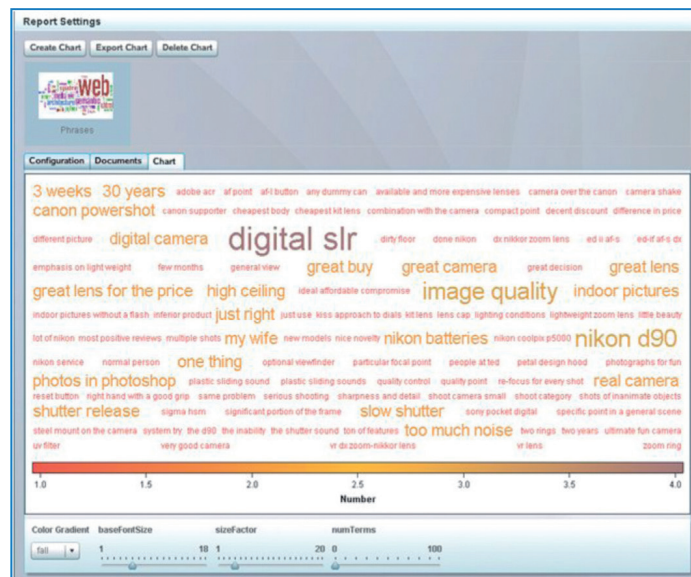 Report Settings
Create Chart Export Chart Delete Chart
web
Phrases
Configuration Documents Chart
3 weeks 30 years adobe acr af point af-l button any dummy can available and more expensive lenses camera over the canon camera shake
canon powershot canon supporter cheapest body cheapest kit lens combination with the camera compact point decent discount difference in price
different picture digital camera digital slr dirty floor done nikon dx nikkor zoom lens ed ii af-s ed-if af-s dx
emphasis on light weight few months general view great buy great camera great decision great lens
great lens for the price high ceiling ideal affordable compromise image quality indoor pictures
indoor pictures without a flash inferior product just right just use kiss approach to dials kit lens lens cap lighting conditions lightweight zoom lens little beauty
lot of nikon most positive reviews multiple shots my wife new models nice novelty nikon batteries nikon coolpix p5000 nikon d90
nikon service normal person one thing optional viewfinder particular focal point people at ted petal design hood photographs for fun
photos in photoshop plastic sliding sound plastic sliding sounds quality control quality point re-focus for every shot real camera
reset button right hand with a good grip same problem serious shooting sharpness and detail shoot camera small shoot category shots of inanimate objects
shutter release sigma hsm significant portion of the frame slow shutter sony pocket digital specific point in a general scene
steel mount on the camera system try the d90 the inability the shutter sound ton of features too much noise two rings two years ultimate fun camera
uv filter very good camera vr dx zoom-nikkor lens vr lens zoom ring
1.0 1.5 2.0 2.5 3.0 3.5 4.0
Number
Color Gradient baseFontSize sizeFactor numTerms
fall 1 18 1 20 0 100